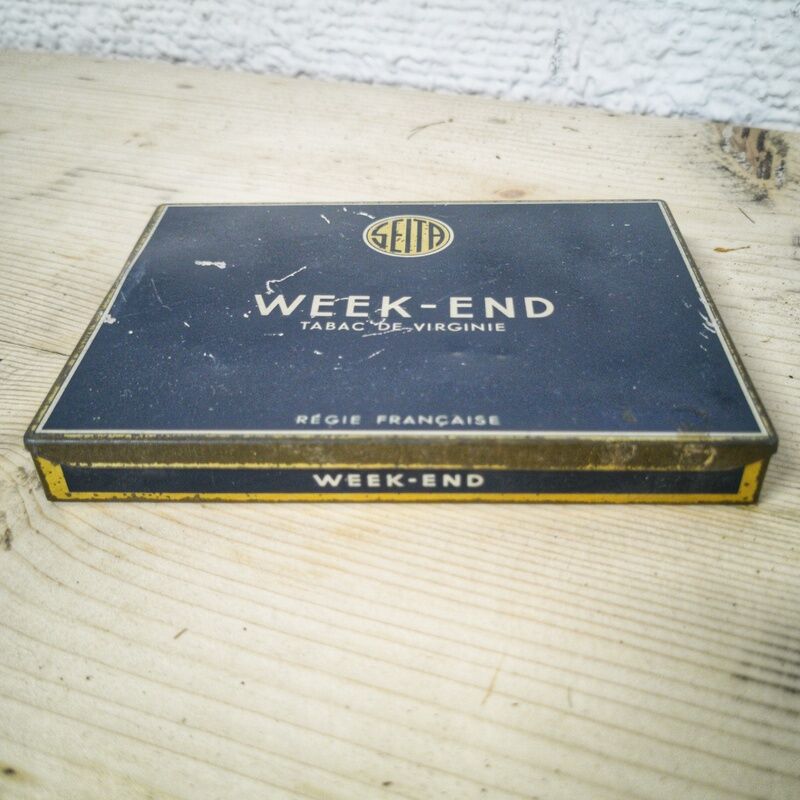 SEITA
WEEK-END
TABAC DE VIRGINIE
RÉGIE FRANÇAISE
WEEK-END